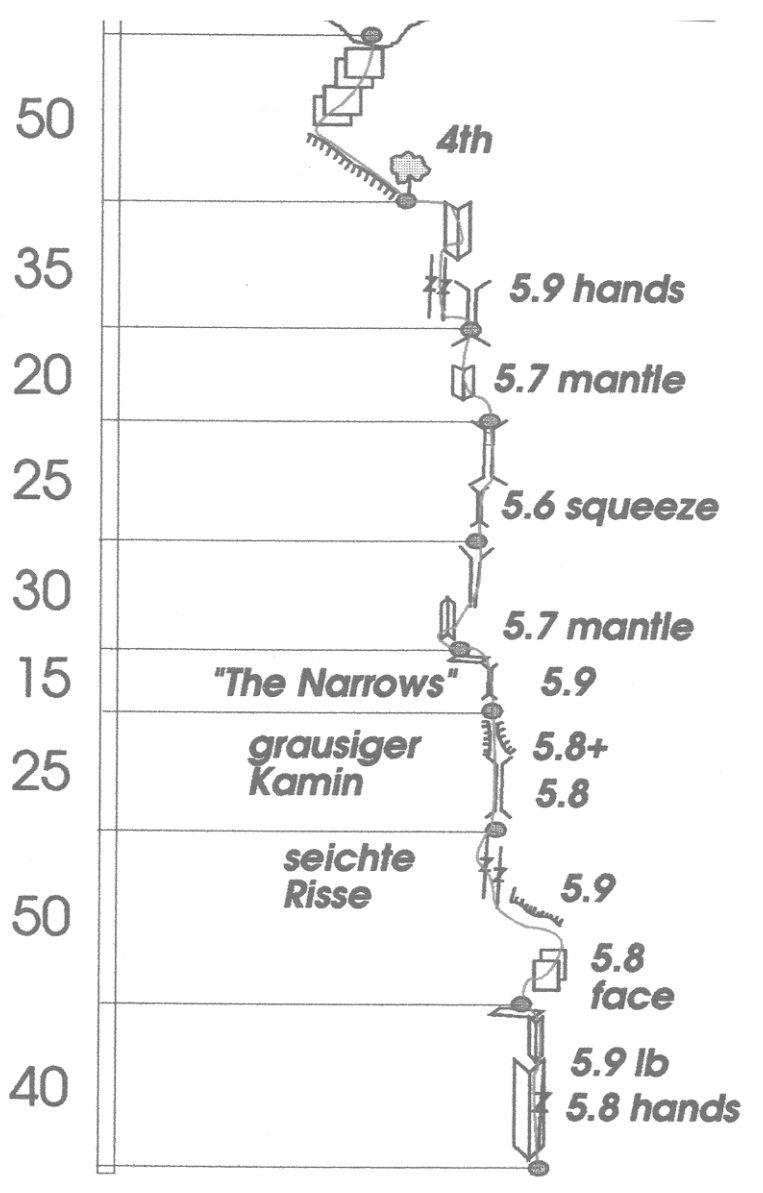 50
4th
35
5.9 hands
20
5.7 mantle
25
5.6 squeeze
30
5.7 mantle
15
"The Narrows"
5.9
grausiger
Kamin
25
5.8+
5.8
seichte
Risse
50
5.9
5.8
face
40
5.9 lb
5.8 hands